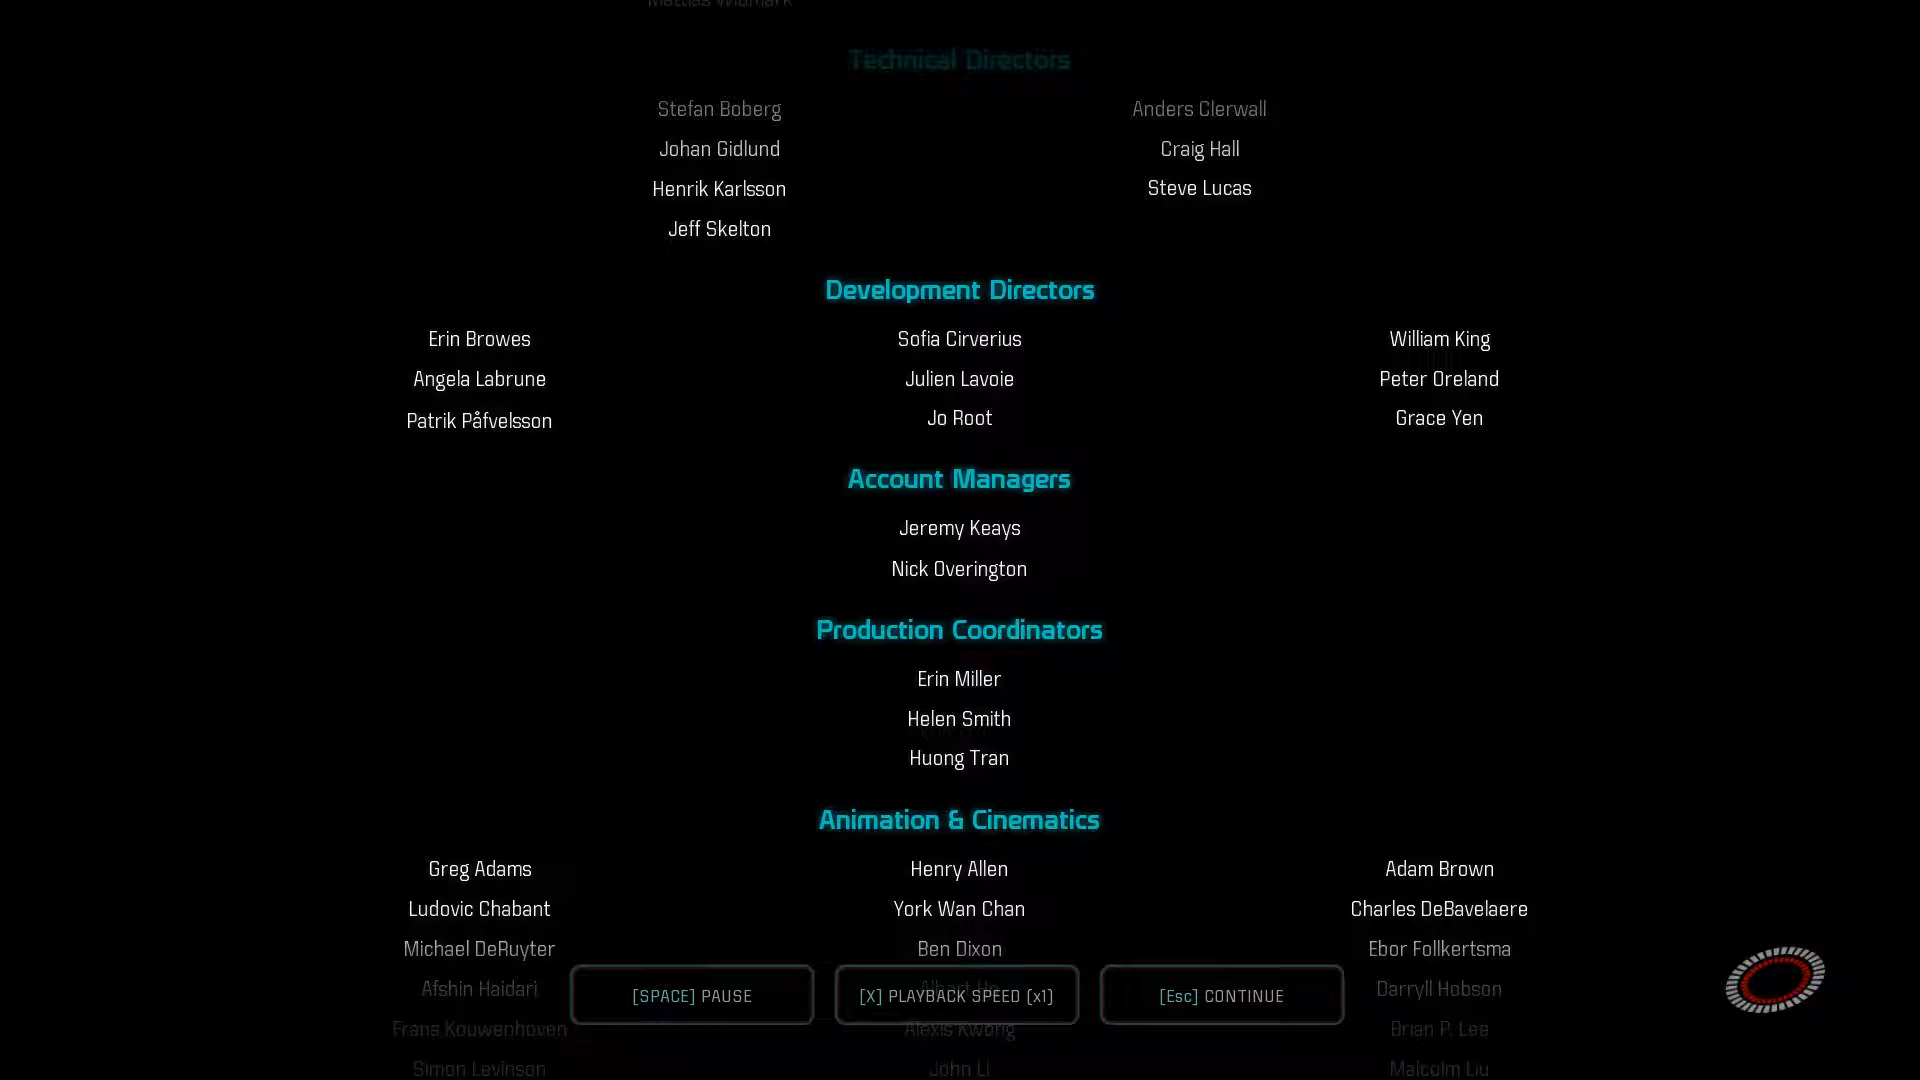 Technical Directors
Stefan Boberg Anders Clerwall
Johan Gidlund Craig Hall
Henrik Karlsson Steve Lucas
Jeff Skelton
Development Directors
Erin Browes Sofia Cirverius William King
Angela Labrune Julien Lavoie Peter Oreland
Patrik Påfvelsson Jo Root Grace Yen
Account Managers
Jeremy Keays
Nick Overington
Production Coordinators
Erin Miller
Helen Smith
Huong Tran
Animation & Cinematics
Greg Adams Henry Allen Adam Brown
Ludovic Chabant York Wan Chan Charles DeBavelaere
Michael DeRuyter Ben Dixon Ebor Follkertsma
Afshin Haidari Darryll Hobson
[SPACE] PAUSE [X] PLAYBACK SPEED (x1) [Esc] CONTINUE
Frans Kouwenhoven Alexis Kwong Brian P. Lee
Simon Levinson John Li Malcolm Liu